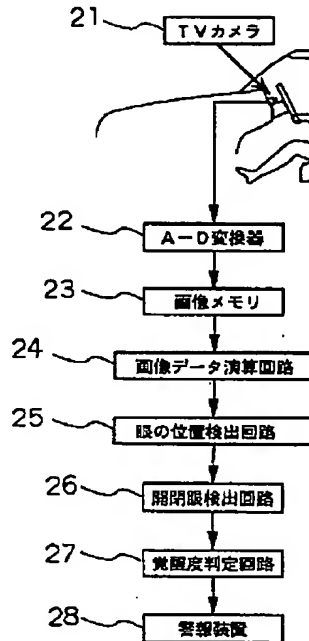 21
TVカメラ
22
A-D変換器
23
画像メモリ
24
画像データ演算回路
25
眼の位置検出回路
26
開閉眼検出回路
27
覚醒度判定回路
28
警報装置